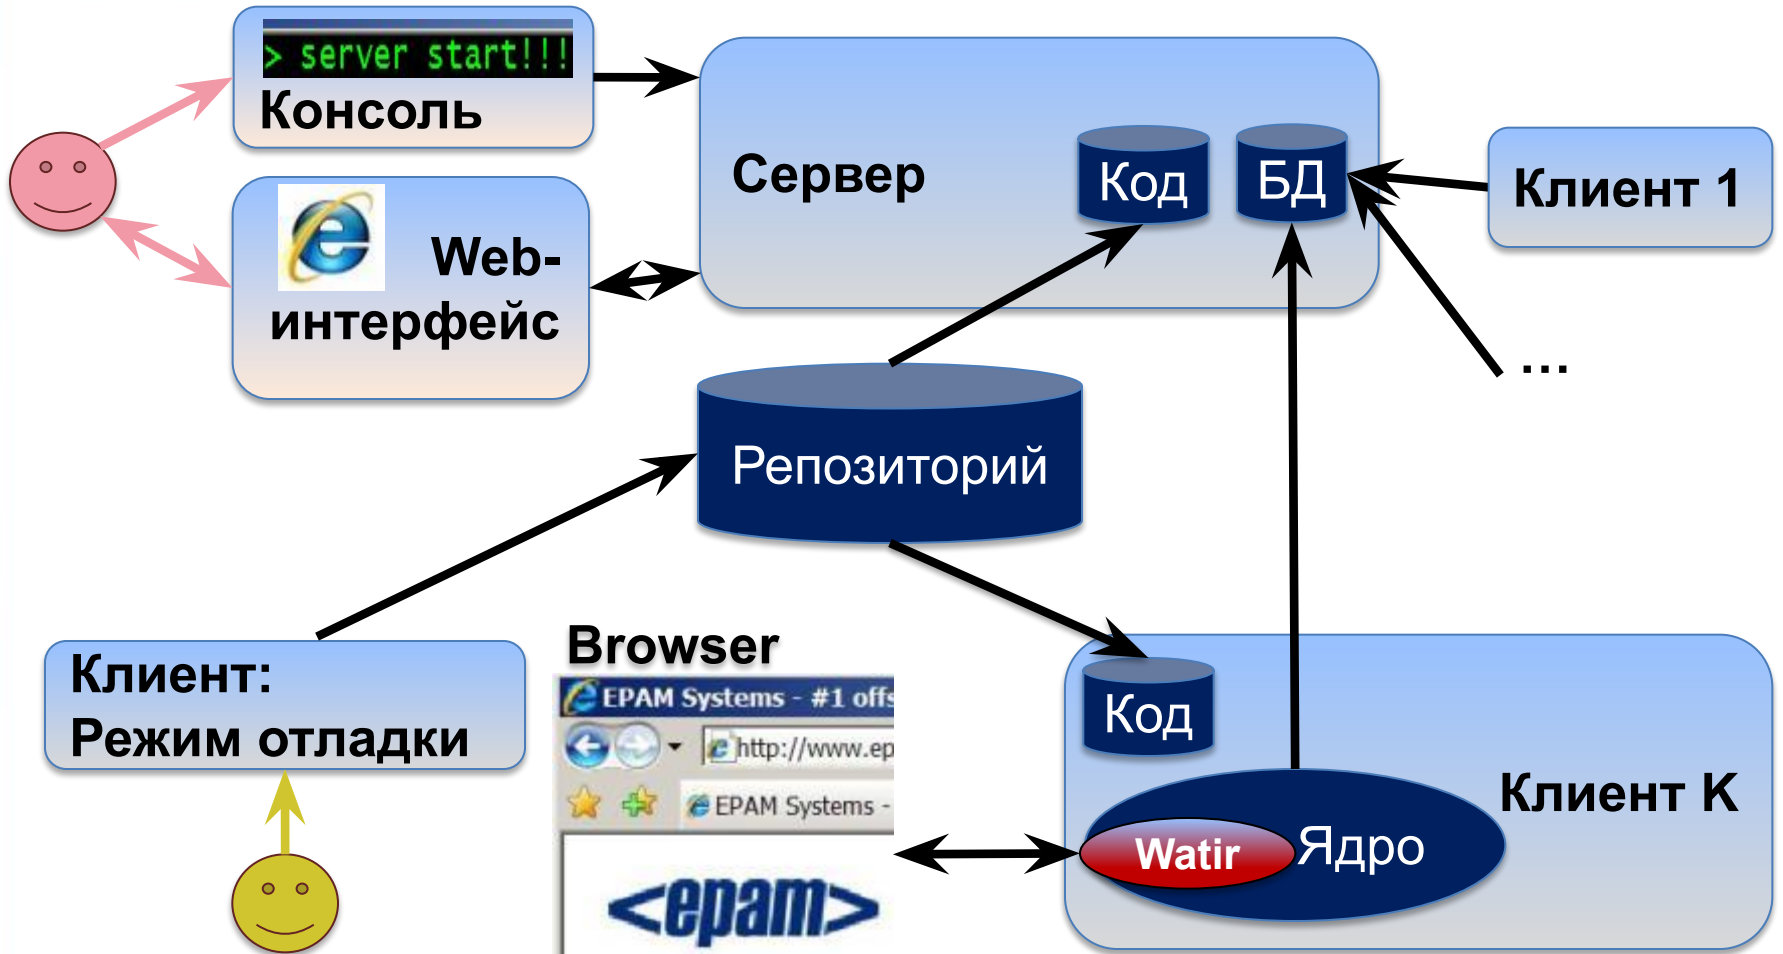 > server start!!!
Консоль
Сервер
Код
БД
Клиент 1
Web-
интерфейс
...
Репозиторий
Клиент:
Режим отладки
Browser
EPAM Systems - #1 offs
http://www.ep
EPAM Systems -
<epam>
Код
Клиент K
Watir
Ядро